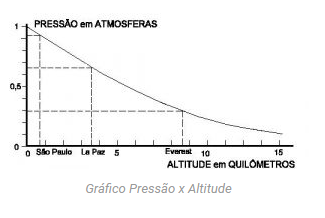 PRESSÃO em ATMOSFERAS
1
0,5
0
0 São Paulo La Paz 5 Everest 10 15
ALTITUDE em QUILÔMETROS
Gráfico Pressão x Altitude